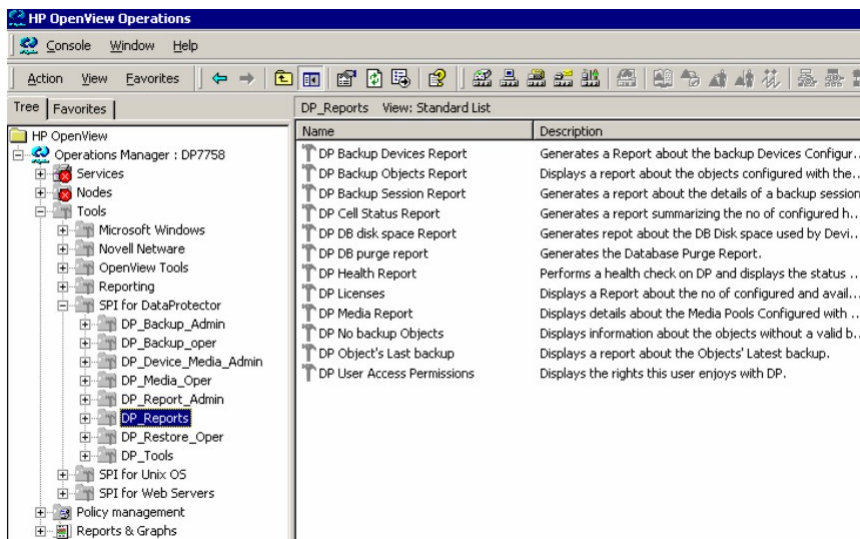 HP OpenView Operations
Console Window Help
Action View Favorites
Tree Favorites
DP_Reports View: Standard List
HP OpenView
Operations Manager : DP7758
Services
Nodes
Tools
Microsoft Windows
Novell Netware
OpenView Tools
Reporting
SPI for DataProtector
DP_Backup_Admin
DP_Backup_oper
DP_Device_Media_Admin
DP_Media_Oper
DP_Report_Admin
DP_Reports
DP_Restore_Oper
DP_Tools
SPI for Unix OS
SPI for Web Servers
Policy management
Reports & Graphs
Name Description
DP Backup Devices Report Generates a Report about the backup Devices Configur..
DP Backup Objects Report Displays a report about the objects configured with the...
DP Backup Session Report Generates a report about the details of a backup session
DP Cell Status Report Generates a report summarizing the no of configured h...
DP DB disk space Report Generates repot about the DB Disk space used by Devi...
DP DB purge report Generates the Database Purge Report.
DP Health Report Performs a health check on DP and displays the status ...
DP Licenses Displays a Report about the no of configured and avail...
DP Media Report Displays details about the Media Pools Configured with ...
DP No backup Objects Displays information about the objects without a valid b...
DP Object's Last backup Displays a report about the Objects' Latest backup.
DP User Access Permissions Displays the rights this user enjoys with DP.